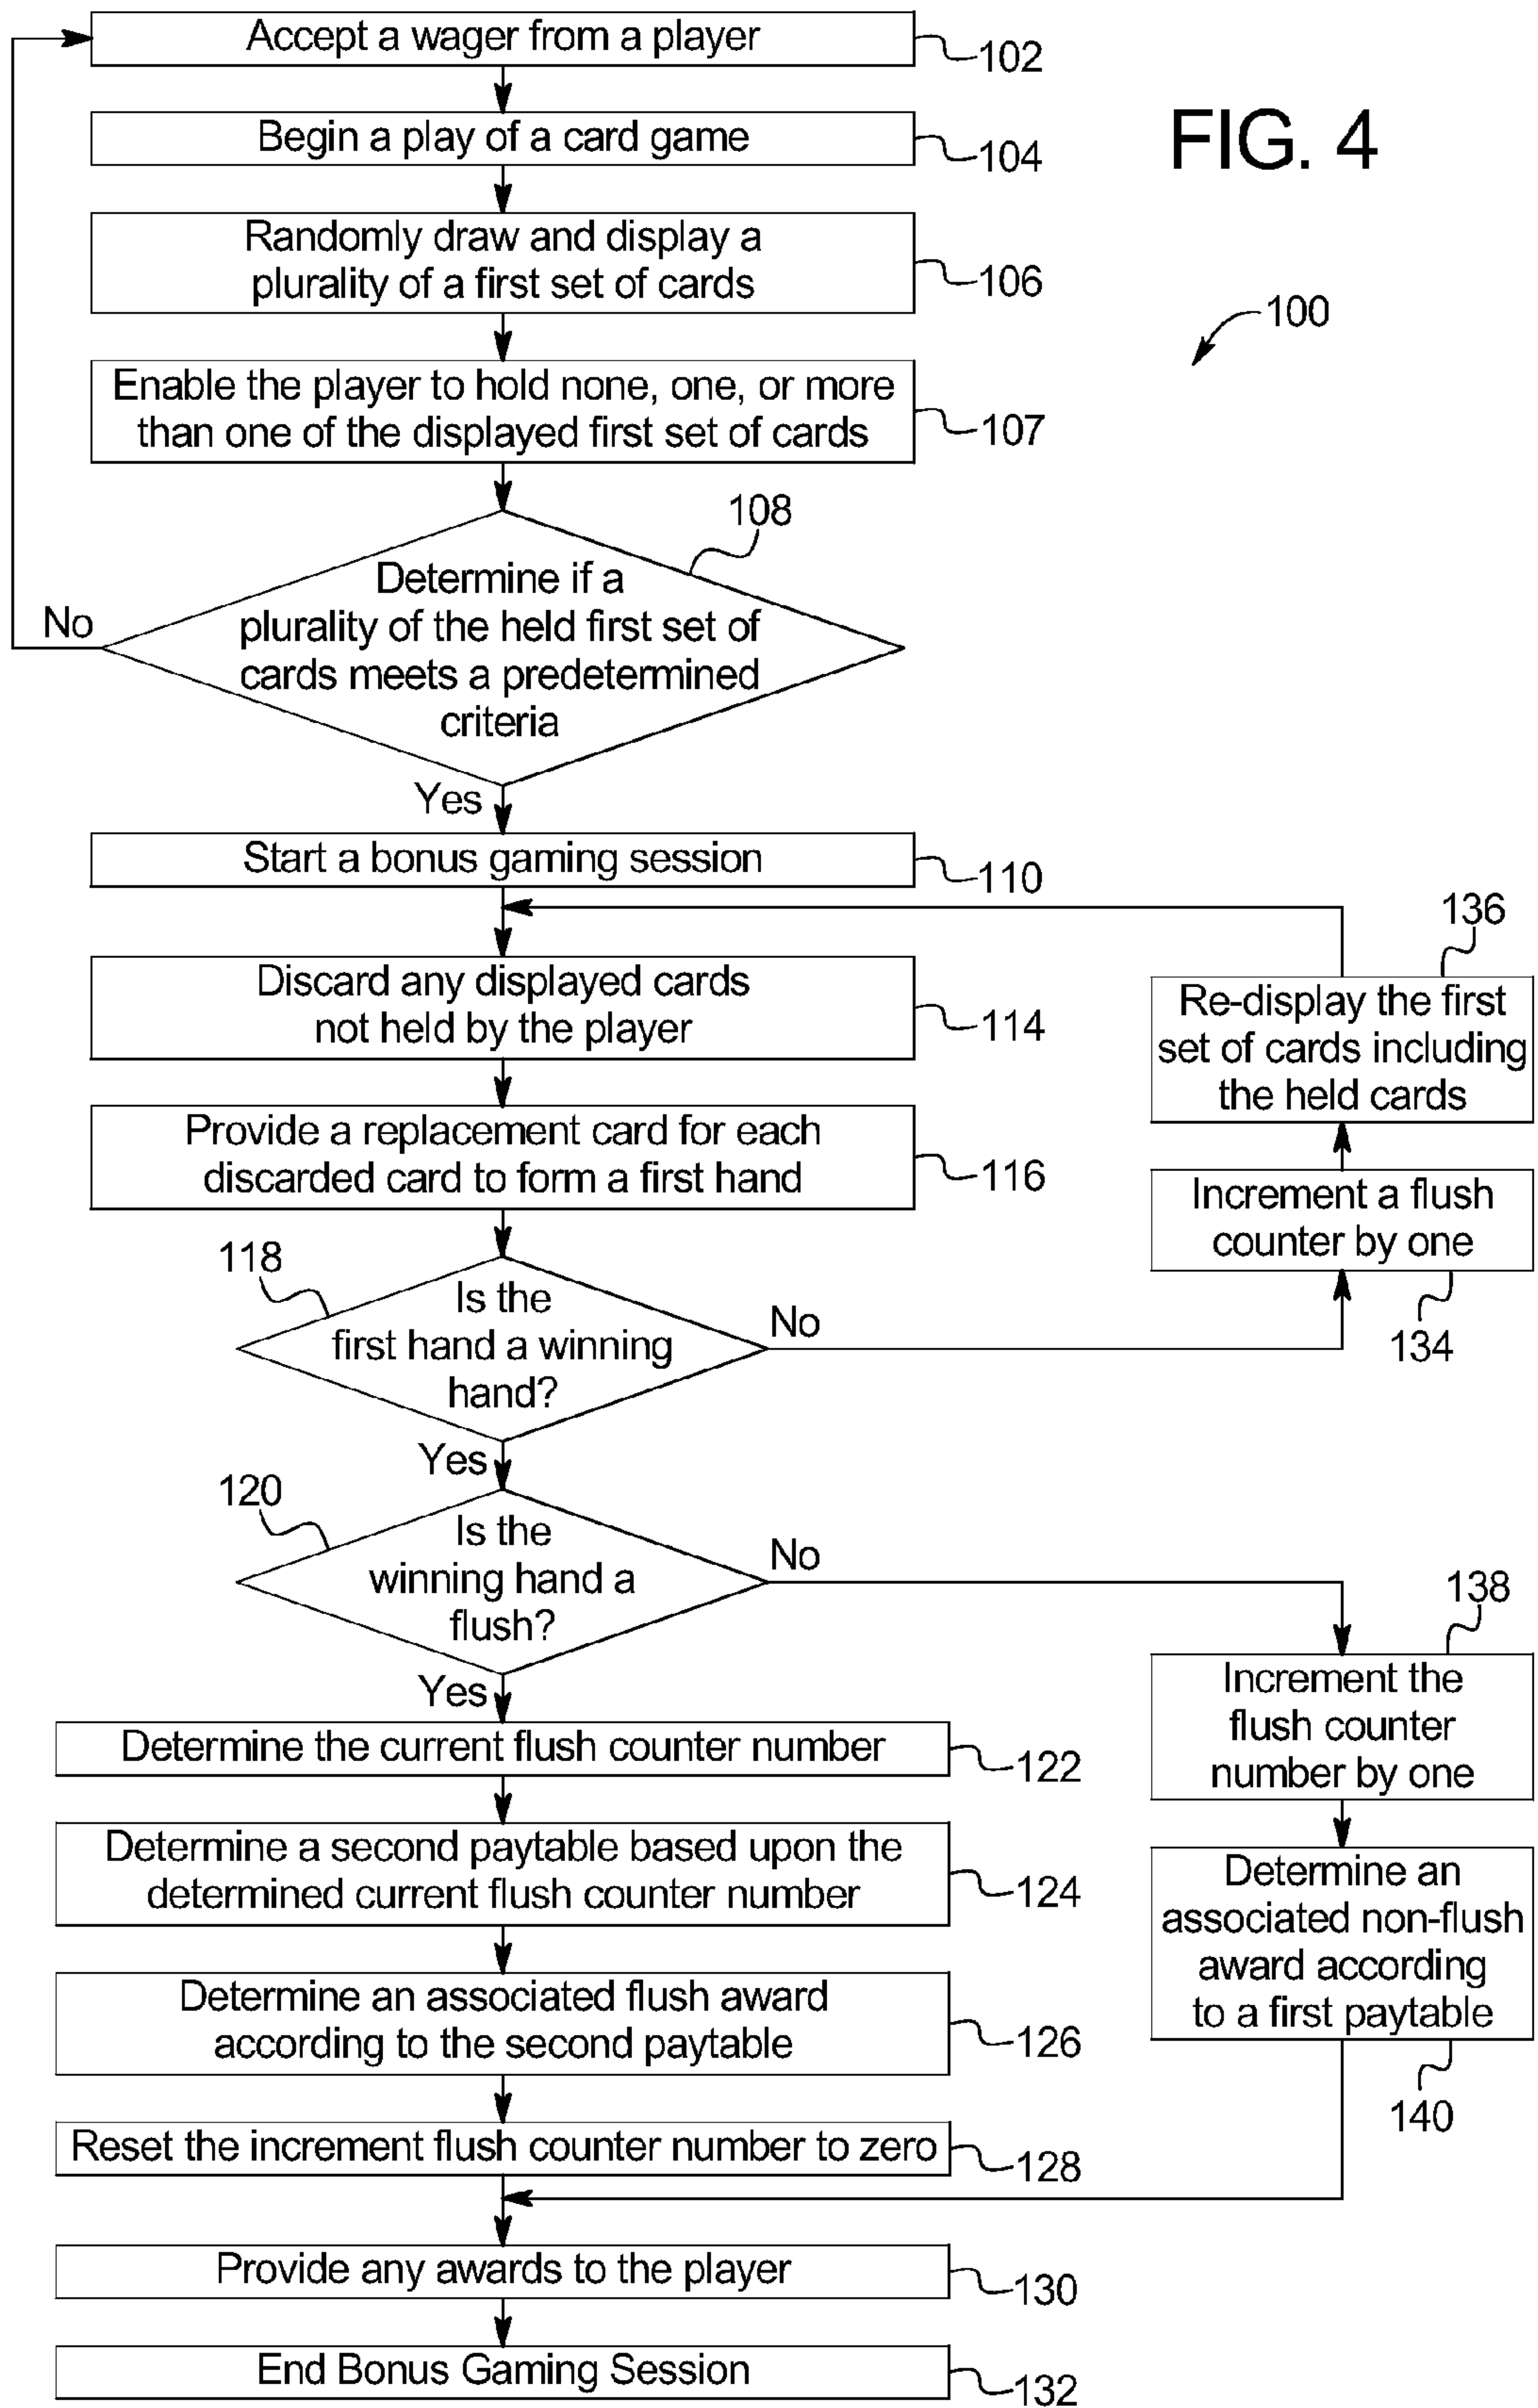 Accept a wager from a player
102
Begin a play of a card game
104
FIG. 4
Randomly draw and display a
plurality of a first set of cards
106
100
Enable the player to hold none, one, or more
than one of the displayed first set of cards
107
108
Determine if a
plurality of the held first set of
cards meets a predetermined
criteria
No
Yes
Start a bonus gaming session
110
136
Re-display the first
set of cards including
the held cards
Discard any displayed cards
not held by the player
114
Provide a replacement card for each
discarded card to form a first hand
116
Increment a flush
counter by one
134
118
Is the
first hand a winning
hand?
No
Yes
120
Is the
winning hand a
flush?
No
Yes
138
Increment the
flush counter
number by one
Determine the current flush counter number
122
Determine a second paytable based upon the
determined current flush counter number
124
Determine an
associated non-flush
award according
to a first paytable
140
Determine an associated flush award
according to the second paytable
126
Reset the increment flush counter number to zero
128
Provide any awards to the player
130
End Bonus Gaming Session
132